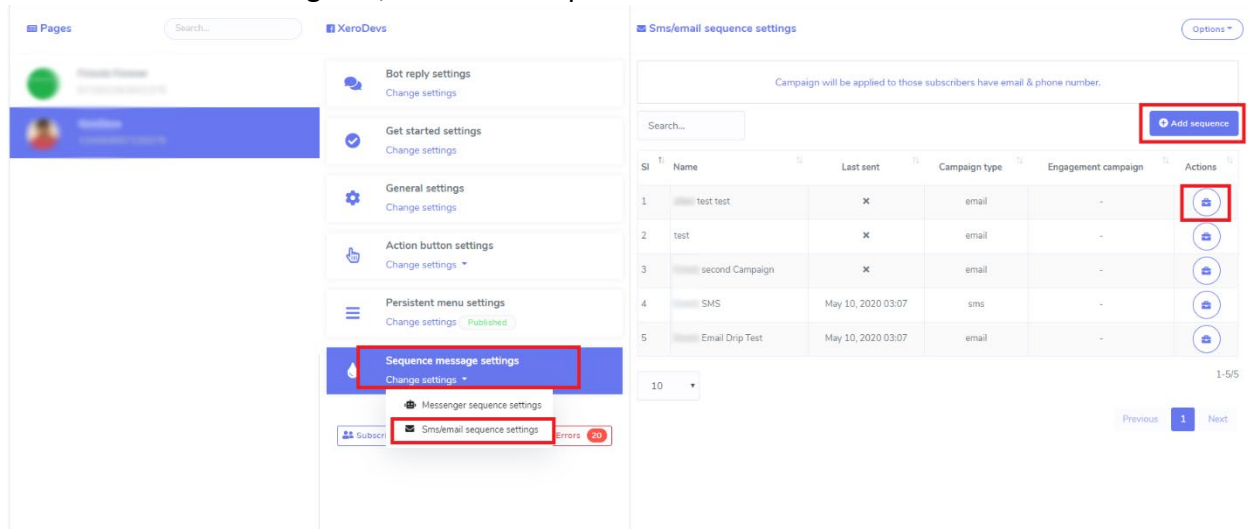 Pages
Search...
XeroDevs
Bot reply settings
Change settings
Get started settings
Change settings
General settings
Change settings
Action button settings
Change settings
Persistent menu settings
Change settings Published
Sequence message settings
Change settings
Messenger sequence settings
Sms/email sequence settings
Subscri
Errors 20
Sms/email sequence settings
Options
Campaign will be applied to those subscribers have email & phone number.
Search...
Add sequence
Sl Name Last sent Campaign type Engagement campaign Actions
1 test test × email -
2 test × email -
3 second Campaign × email -
4 SMS May 10, 2020 03:07 sms -
5 Email Drip Test May 10, 2020 03:07 email -
10
1-5/5
Previous 1 Next